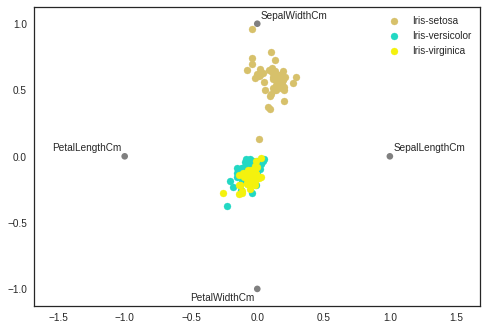 SepalWidthCm
Iris-setosa
Iris-versicolor
Iris-virginica
PetalLengthCm
SepalLengthCm
PetalWidthCm
1.0
0.5
0.0
−0.5
−1.0
−1.5 −1.0 −0.5 0.0 0.5 1.0 1.5